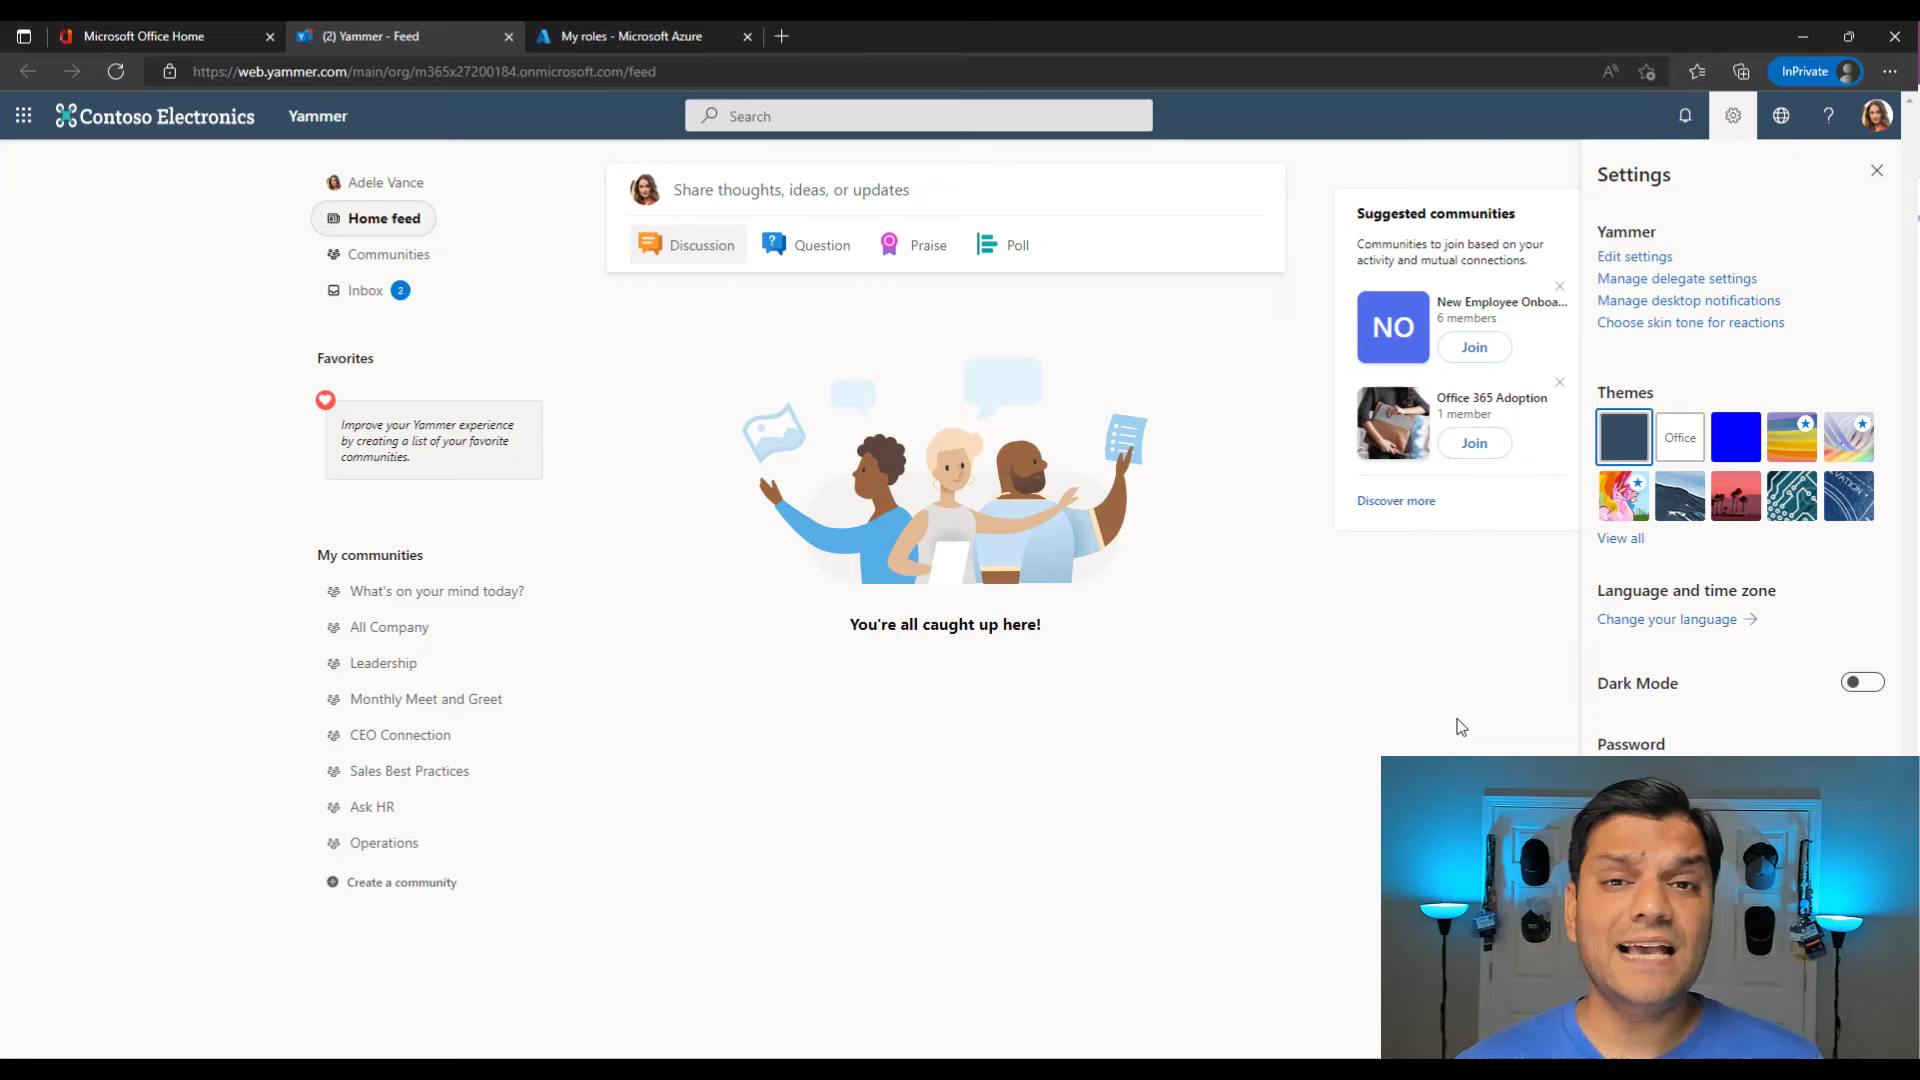 Microsoft Office Home
(2) Yammer - Feed
My roles - Microsoft Azure
https://web.yammer.com/main/org/m365x27200184.onmicrosoft.com/feed
InPrivate
Contoso Electronics
Yammer
Search
Adele Vance
Home feed
Communities
Inbox 2
Favorites
Improve your Yammer experience
by creating a list of your favorite
communities.
My communities
What's on your mind today?
All Company
Leadership
Monthly Meet and Greet
CEO Connection
Sales Best Practices
Ask HR
Operations
Create a community
Share thoughts, ideas, or updates
Discussion
Question
Praise
Poll
You're all caught up here!
Suggested communities
Communities to join based on your
activity and mutual connections.
NO
New Employee Onboa...
6 members
Join
Office 365 Adoption
1 member
Join
Discover more
Settings
Yammer
Edit settings
Manage delegate settings
Manage desktop notifications
Choose skin tone for reactions
Themes
Office
View all
Language and time zone
Change your language
Dark Mode
Password